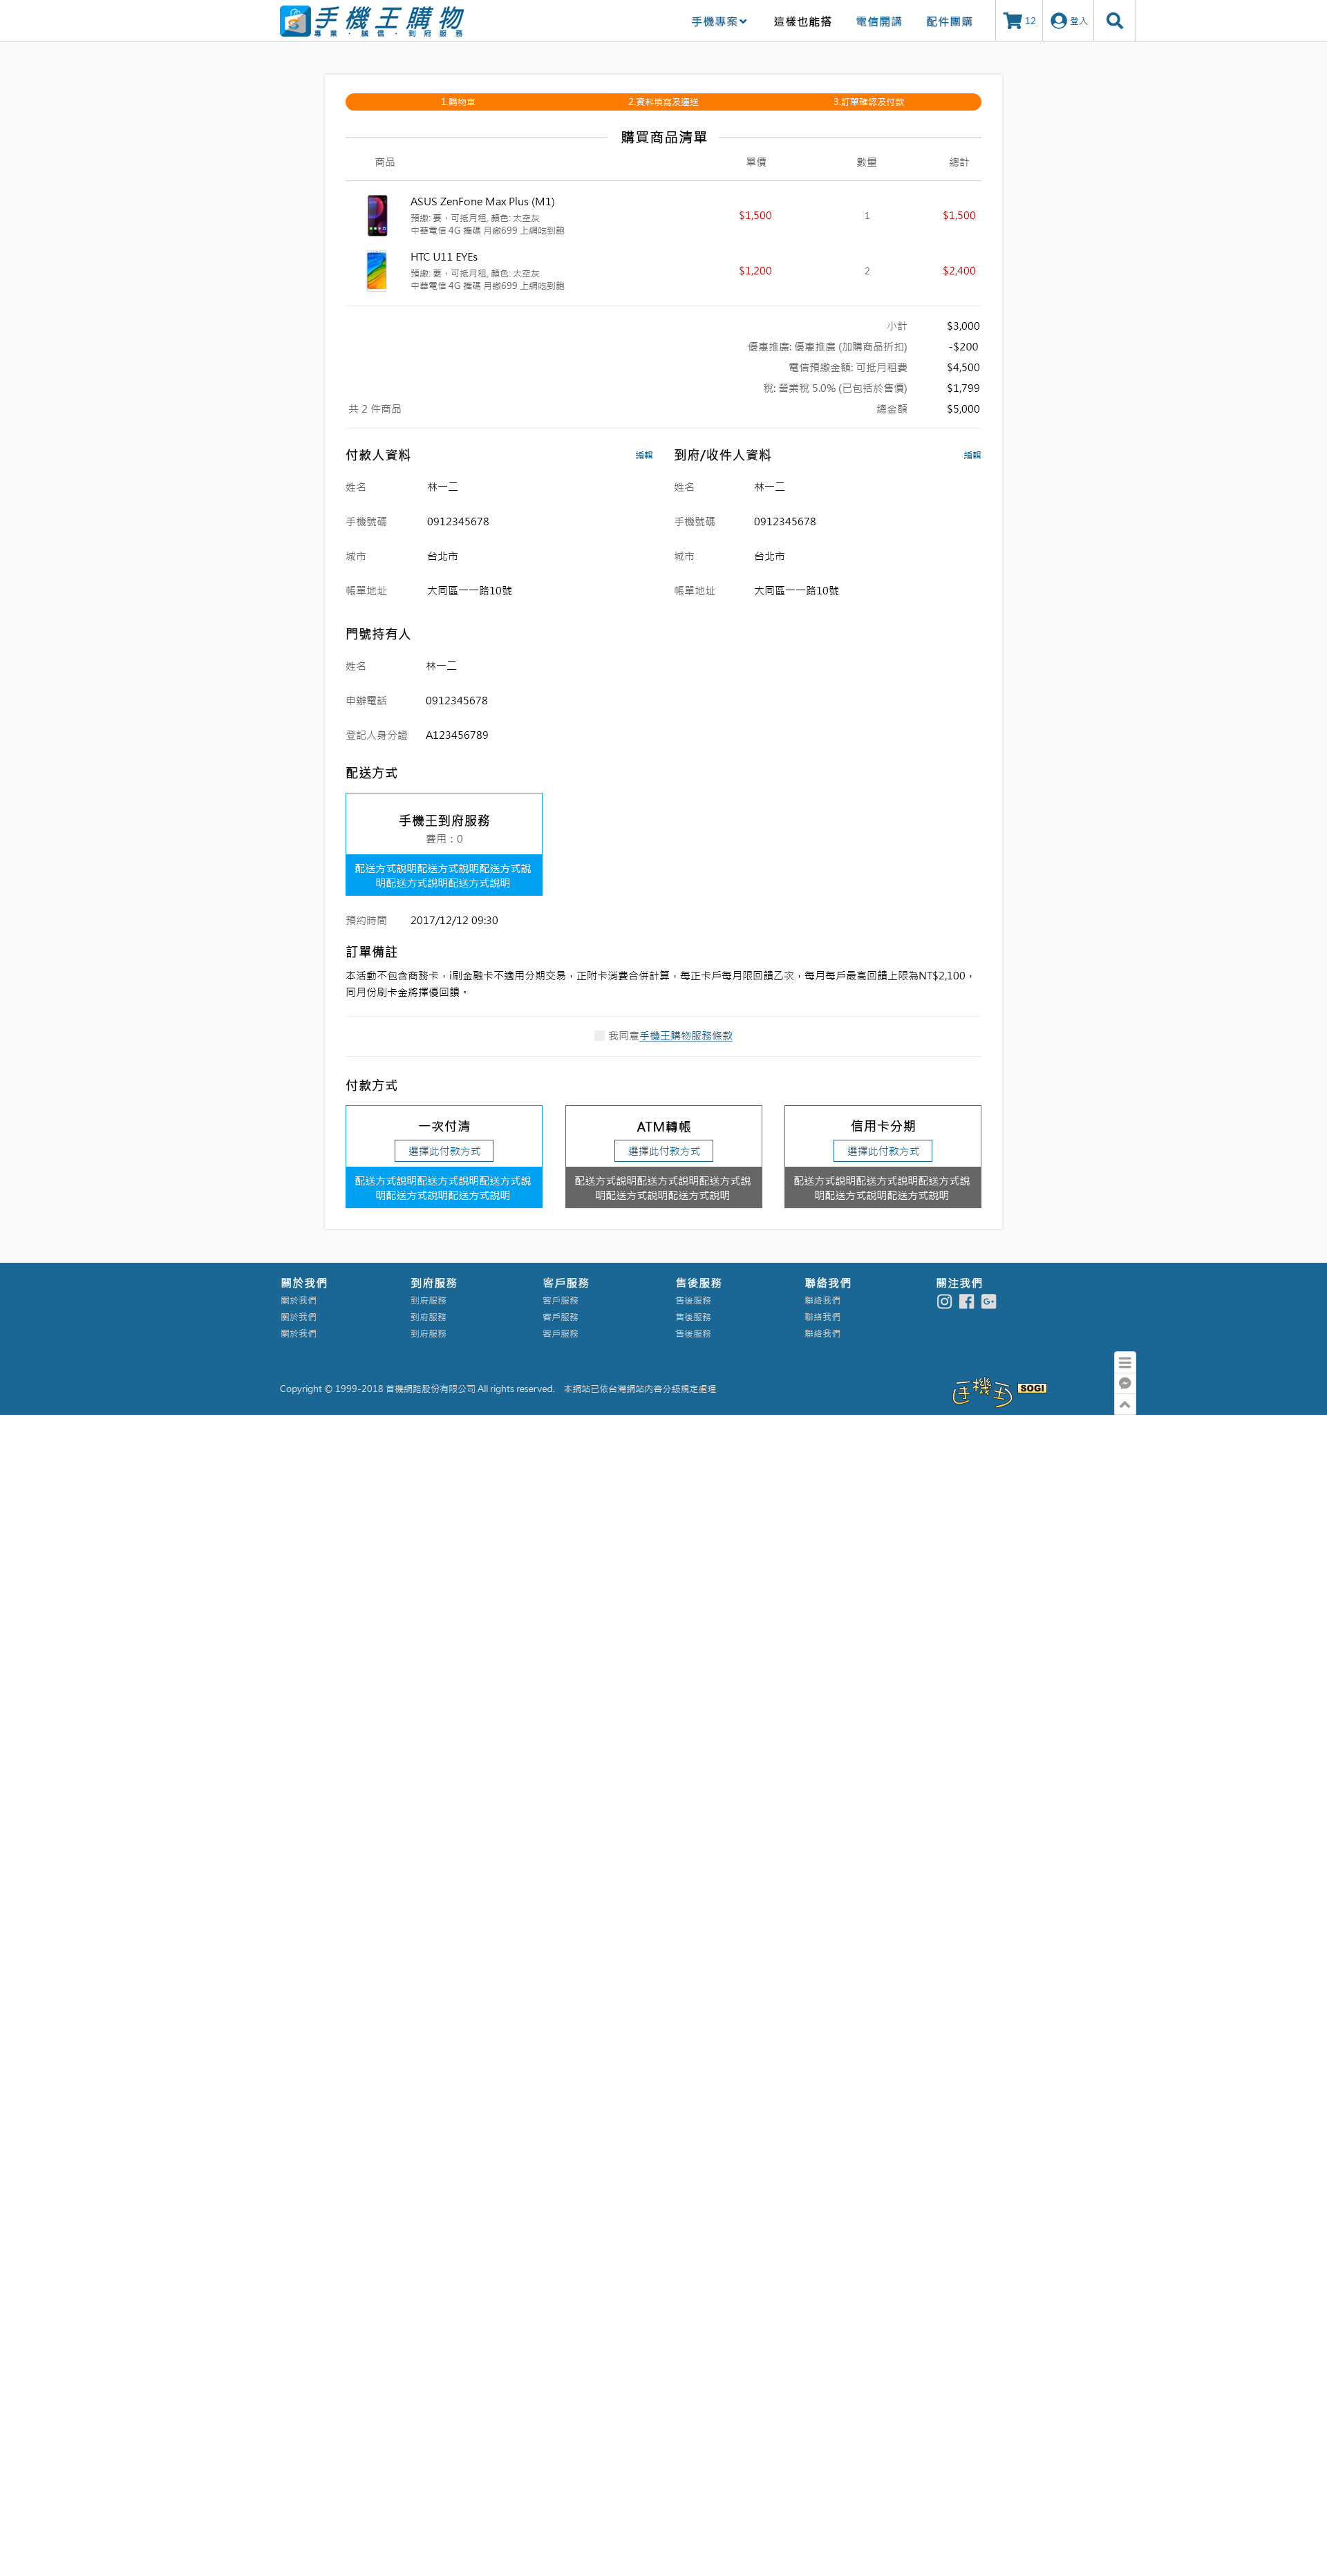 手機王購物
專業・誠信・到府服務
手機專案 這樣也能搭 電信開講 配件團購 12 登入
1.購物車 2.資料填寫及運送 3.訂單確認及付款
購買商品清單
商品 單價 數量 總計
ASUS ZenFone Max Plus (M1)
預繳: 要，可抵月租, 顏色: 太空灰
中華電信 4G 攜碼 月繳699 上網吃到飽
$1,500 1 $1,500
HTC U11 EYEs
預繳: 要，可抵月租, 顏色: 太空灰
中華電信 4G 攜碼 月繳699 上網吃到飽
$1,200 2 $2,400
小計 $3,000
優惠推廣: 優惠推廣 (加購商品折扣) -$200
電信預繳金額: 可抵月租費 $4,500
稅: 營業稅 5.0% (已包括於售價) $1,799
共 2 件商品 總金額 $5,000
付款人資料 編輯 到府/收件人資料 編輯
姓名 林一二 姓名 林一二
手機號碼 0912345678 手機號碼 0912345678
城市 台北市 城市 台北市
帳單地址 大同區一一路10號 帳單地址 大同區一一路10號
門號持有人
姓名 林一二
申辦電話 0912345678
登記人身分證 A123456789
配送方式
手機王到府服務
費用：0
配送方式說明配送方式說明配送方式說
明配送方式說明配送方式說明
預約時間 2017/12/12 09:30
訂單備註
本活動不包含商務卡，i刷金融卡不適用分期交易，正附卡消費合併計算，每正卡戶每月限回饋乙次，每月每戶最高回饋上限為NT$2,100，
同月份刷卡金將擇優回饋。
我同意手機王購物服務條款
付款方式
一次付清 ATM轉帳 信用卡分期
選擇此付款方式 選擇此付款方式 選擇此付款方式
配送方式說明配送方式說明配送方式說 配送方式說明配送方式說明配送方式說 配送方式說明配送方式說明配送方式說
明配送方式說明配送方式說明 明配送方式說明配送方式說明 明配送方式說明配送方式說明
關於我們 到府服務 客戶服務 售後服務 聯絡我們 關注我們
關於我們 到府服務 客戶服務 售後服務 聯絡我們
關於我們 到府服務 客戶服務 售後服務 聯絡我們
關於我們 到府服務 客戶服務 售後服務 聯絡我們
Copyright © 1999-2018 首機網路股份有限公司 All rights reserved. 本網站已依台灣網站內容分級規定處理
手機王 SOGI